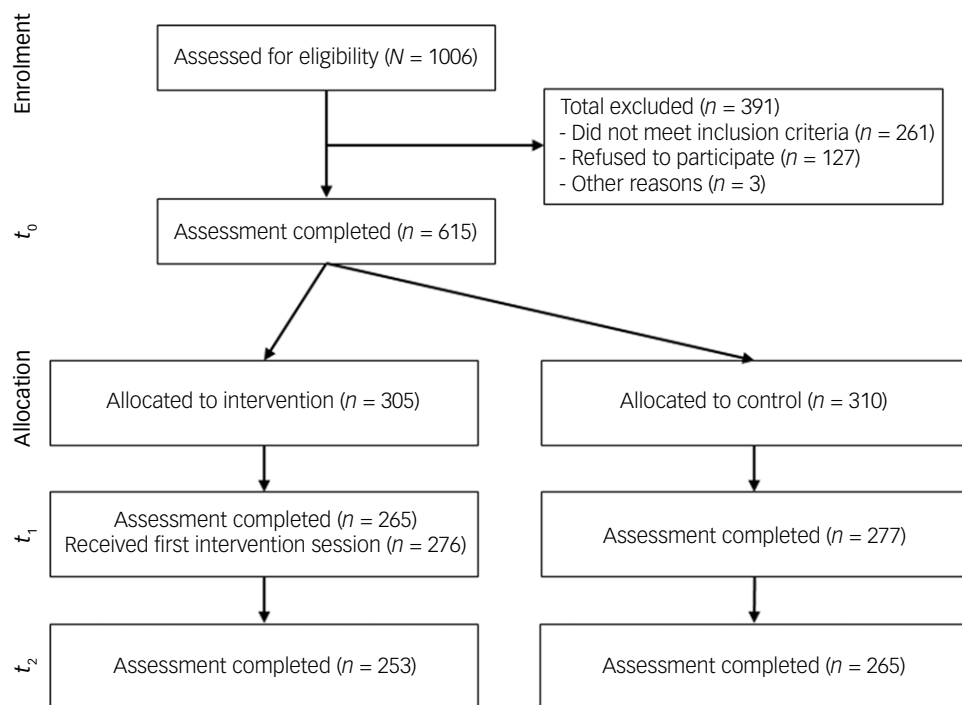 Enrolment
Assessed for eligibility (N = 1006)
Total excluded (n = 391)
- Did not meet inclusion criteria (n = 261)
- Refused to participate (n = 127)
- Other reasons (n = 3)
t0
Assessment completed (n = 615)
Allocation
Allocated to intervention (n = 305)
Allocated to control (n = 310)
t1
Assessment completed (n = 265)
Received first intervention session (n = 276)
Assessment completed (n = 277)
t2
Assessment completed (n = 253)
Assessment completed (n = 265)